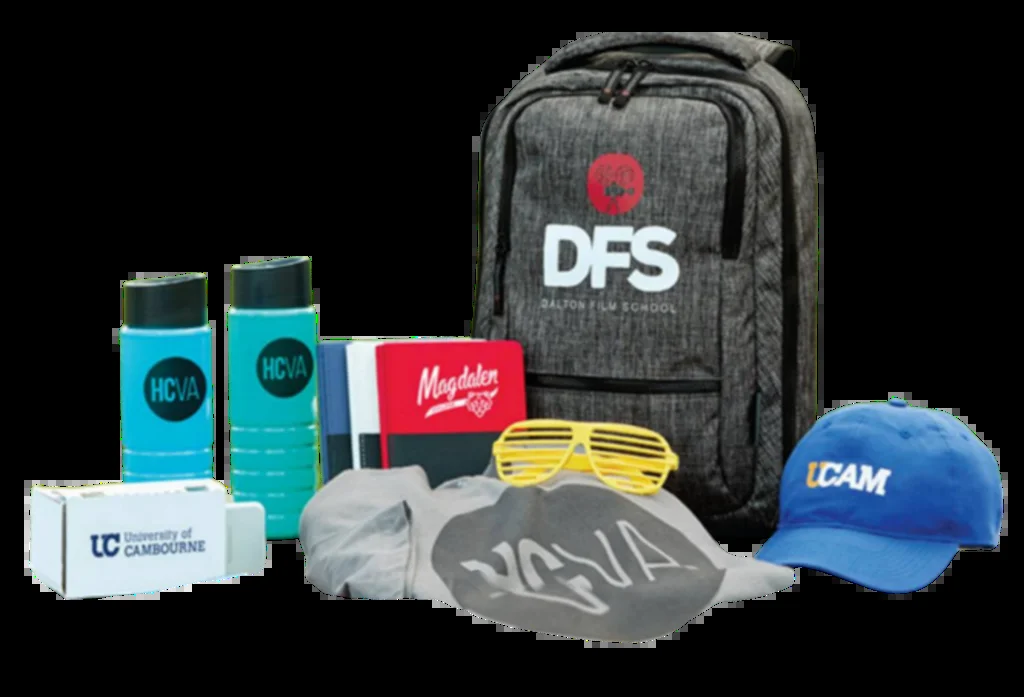 DFS
DALTON FILM SCHOOL
HCVA
HCVA
Magdalen
UCAM
UC University of
CAMBOURNE
HCVA